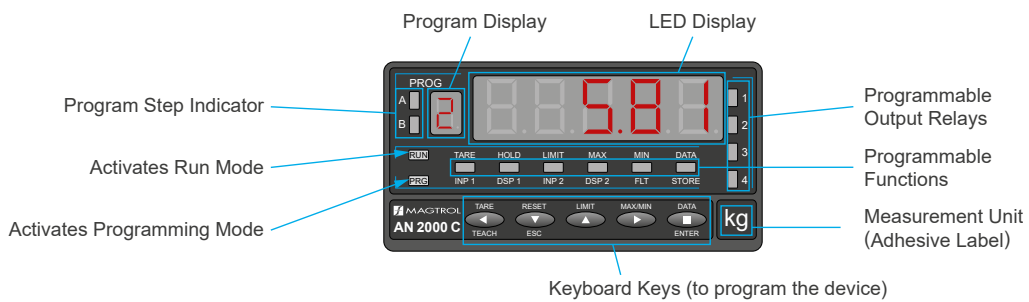 Program Display
LED Display
PROG
A
B
2
5.81
1
2
3
4
Program Step Indicator
Programmable
Output Relays
Activates Run Mode
RUN
TARE HOLD LIMIT MAX MIN DATA
Programmable
Functions
PRG
INP 1 DSP 1 INP 2 DSP 2 FLT STORE
Activates Programming Mode
MAGTROL
AN 2000 C
TARE RESET LIMIT MAX/MIN DATA
TEACH ESC ENTER
kg
Measurement Unit
(Adhesive Label)
Keyboard Keys (to program the device)